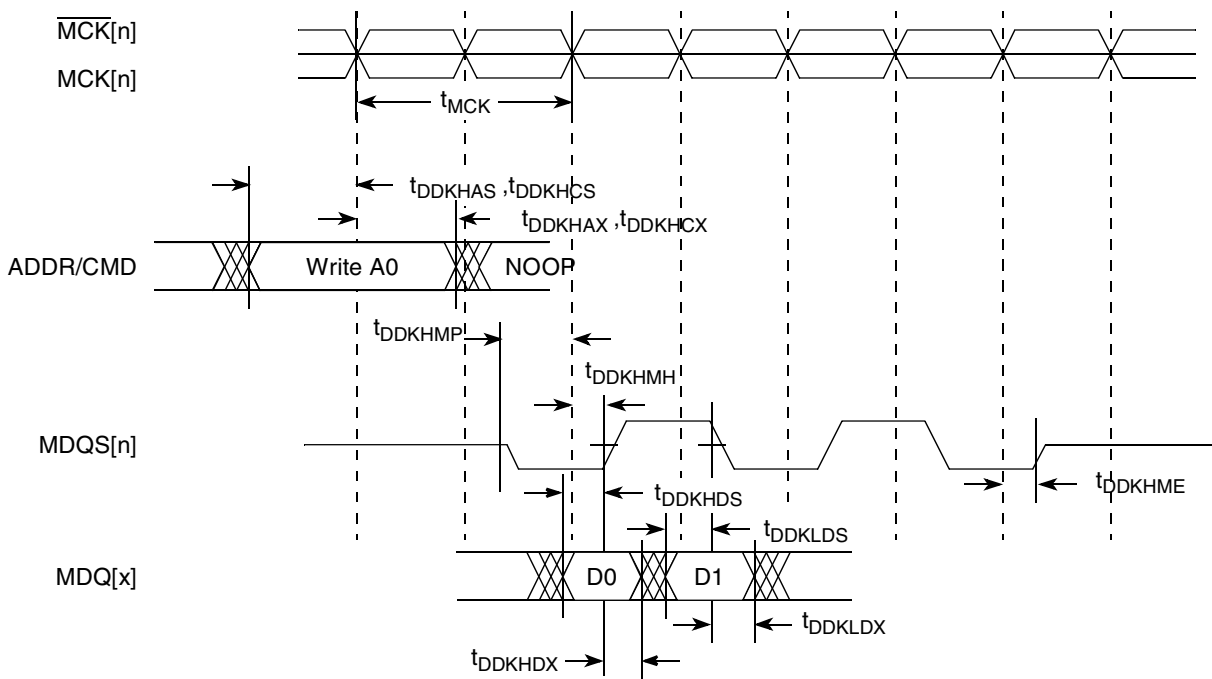 MCK[n]
MCK[n]
tMCK
tDDKHAS ,tDDKHCS
tDDKHAX ,tDDKHCX
ADDR/CMD
Write A0
NOOP
tDDKHMP
tDDKHMH
MDQS[n]
tDDKHDS
tDDKHME
tDDKLDS
MDQ[x]
D0
D1
tDDKLDX
tDDKHDX